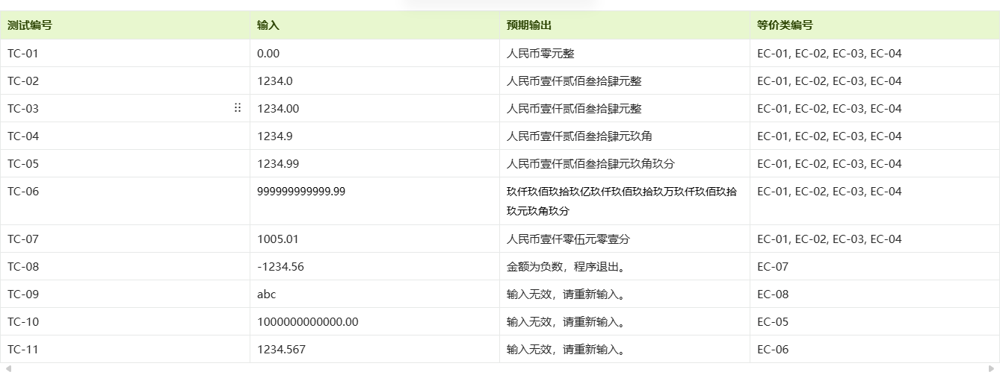 测试编号 输入 预期输出 等价类编号
TC-01 0.00 人民币零元整 EC-01, EC-02, EC-03, EC-04
TC-02 1234.0 人民币壹仟贰佰叁拾肆元整 EC-01, EC-02, EC-03, EC-04
TC-03 1234.00 人民币壹仟贰佰叁拾肆元整 EC-01, EC-02, EC-03, EC-04
TC-04 1234.9 人民币壹仟贰佰叁拾肆元玖角 EC-01, EC-02, EC-03, EC-04
TC-05 1234.99 人民币壹仟贰佰叁拾肆元玖角玖分 EC-01, EC-02, EC-03, EC-04
TC-06 999999999999.99 玖仟玖佰玖拾玖亿玖仟玖佰玖拾玖万玖仟玖佰玖拾 EC-01, EC-02, EC-03, EC-04
玖元玖角玖分
TC-07 1005.01 人民币壹仟零伍元零壹分 EC-01, EC-02, EC-03, EC-04
TC-08 -1234.56 金额为负数，程序退出。 EC-07
TC-09 abc 输入无效，请重新输入。 EC-08
TC-10 1000000000000.00 输入无效，请重新输入。 EC-05
TC-11 1234.567 输入无效，请重新输入。 EC-06